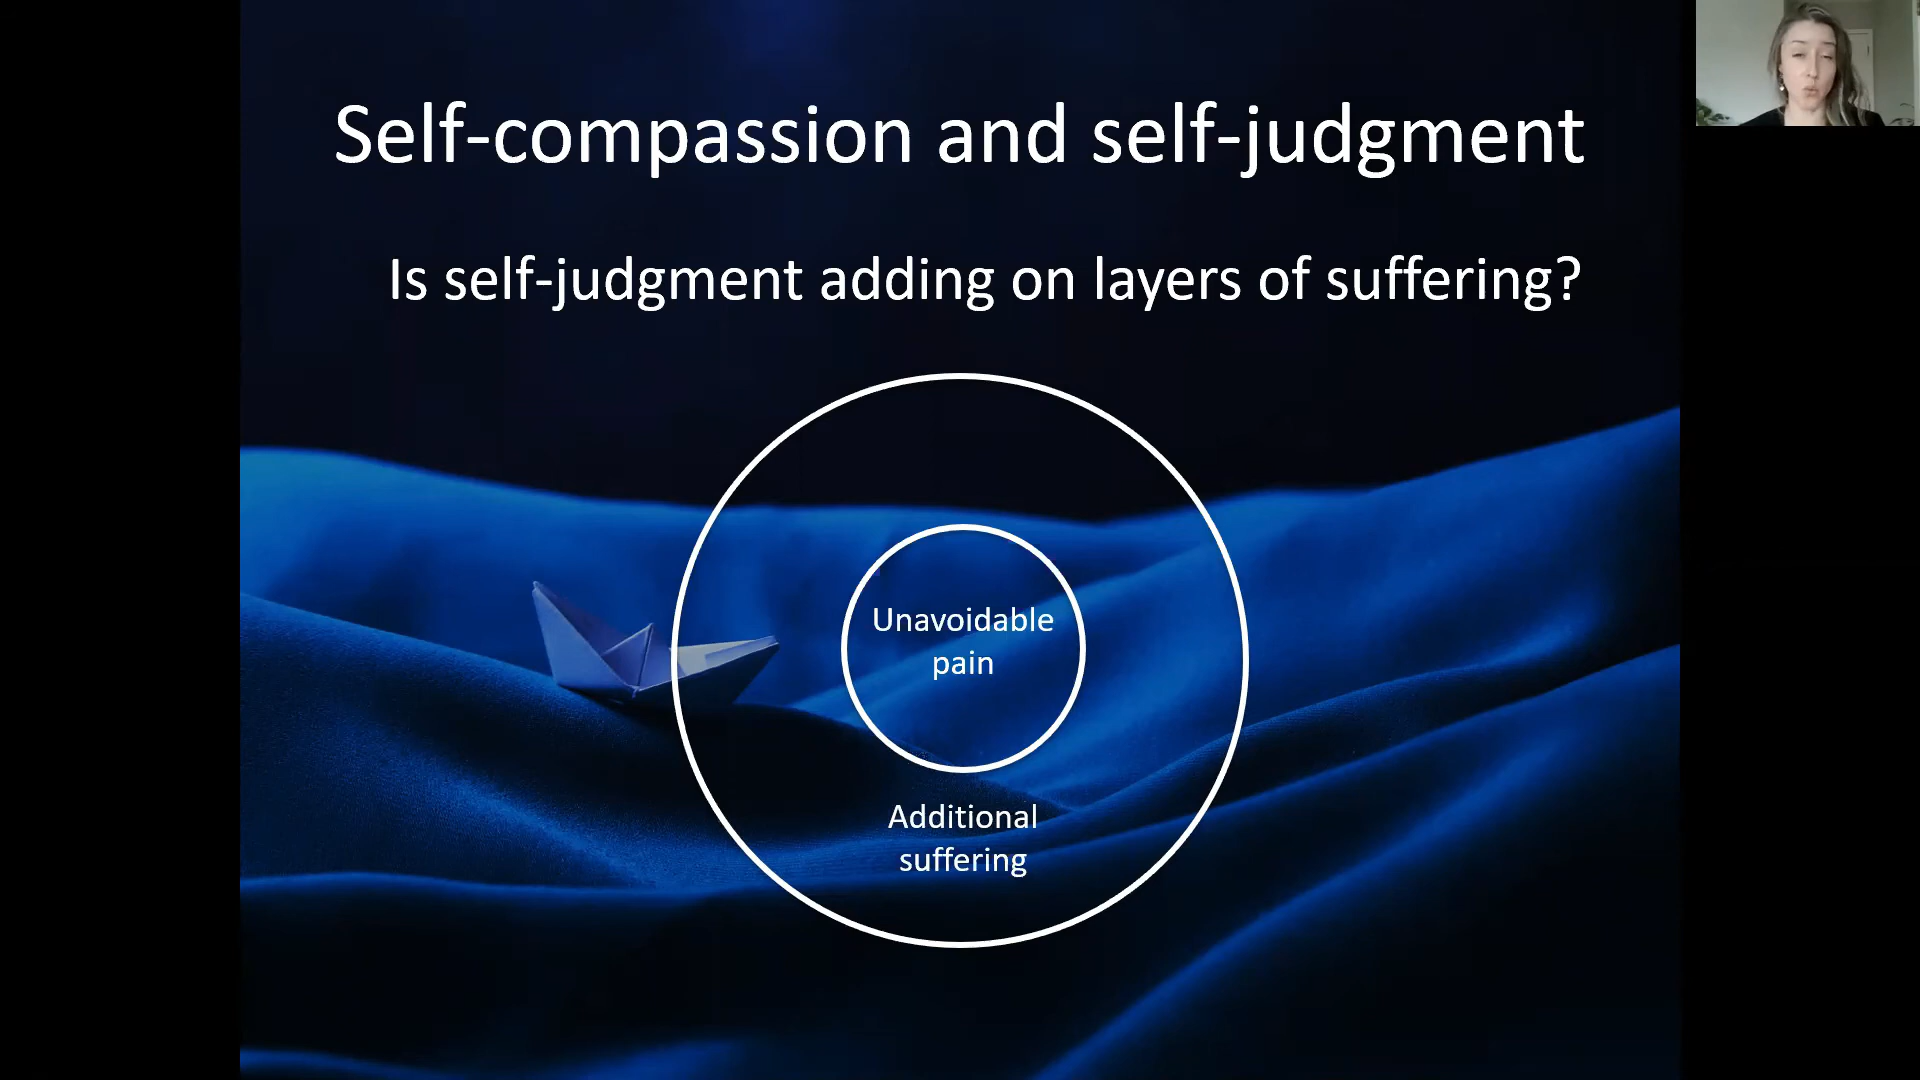 Self-compassion and self-judgment
Is self-judgment adding on layers of suffering?
Unavoidable
pain
Additional
suffering